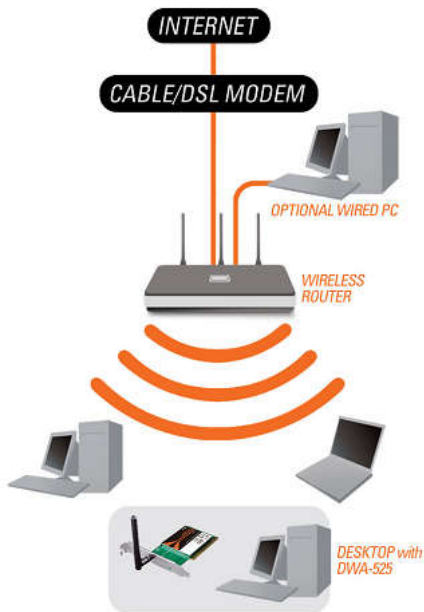 INTERNET
CABLE/DSL MODEM
OPTIONAL WIRED PC
WIRELESS
ROUTER
DESKTOP with
DWA-525